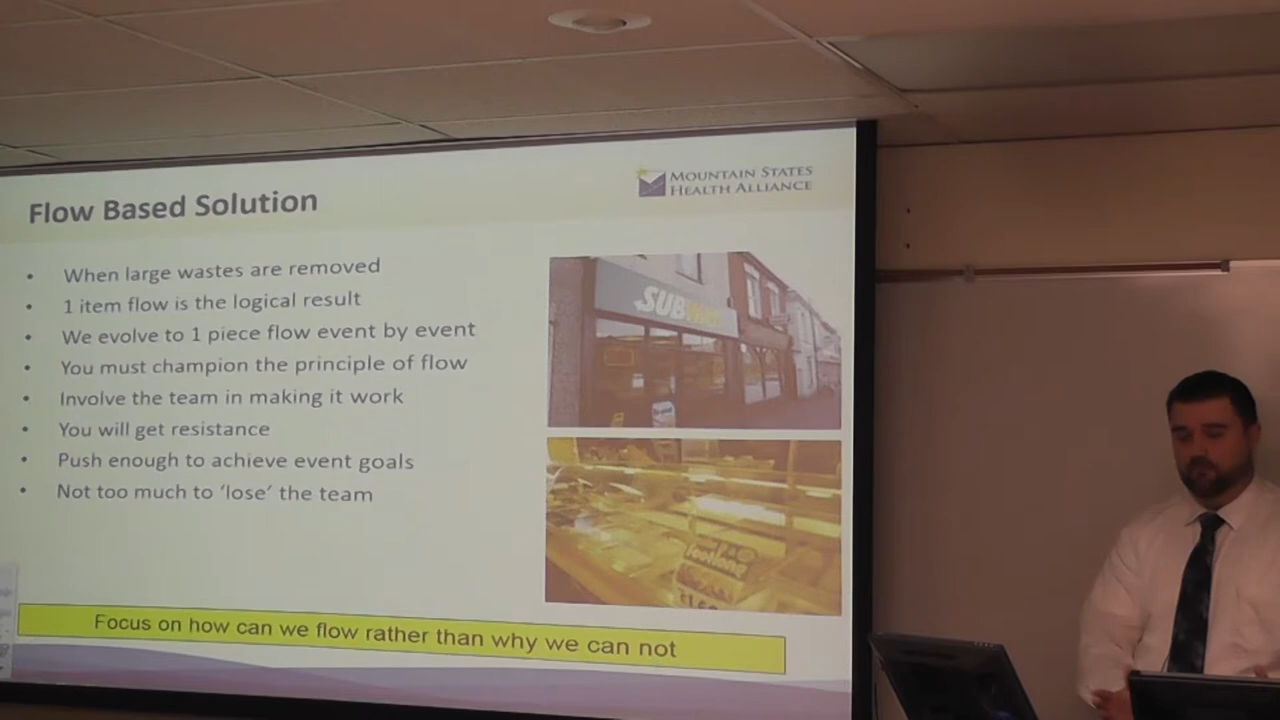 Flow Based Solution
MOUNTAIN STATES
HEALTH ALLIANCE
• When large wastes are removed
• 1 item flow is the logical result
• We evolve to 1 piece flow event by event
• You must champion the principle of flow
• Involve the team in making it work
• You will get resistance
• Push enough to achieve event goals
• Not too much to ‘lose’ the team
SUBWAY
footlong
Focus on how can we flow rather than why we can not